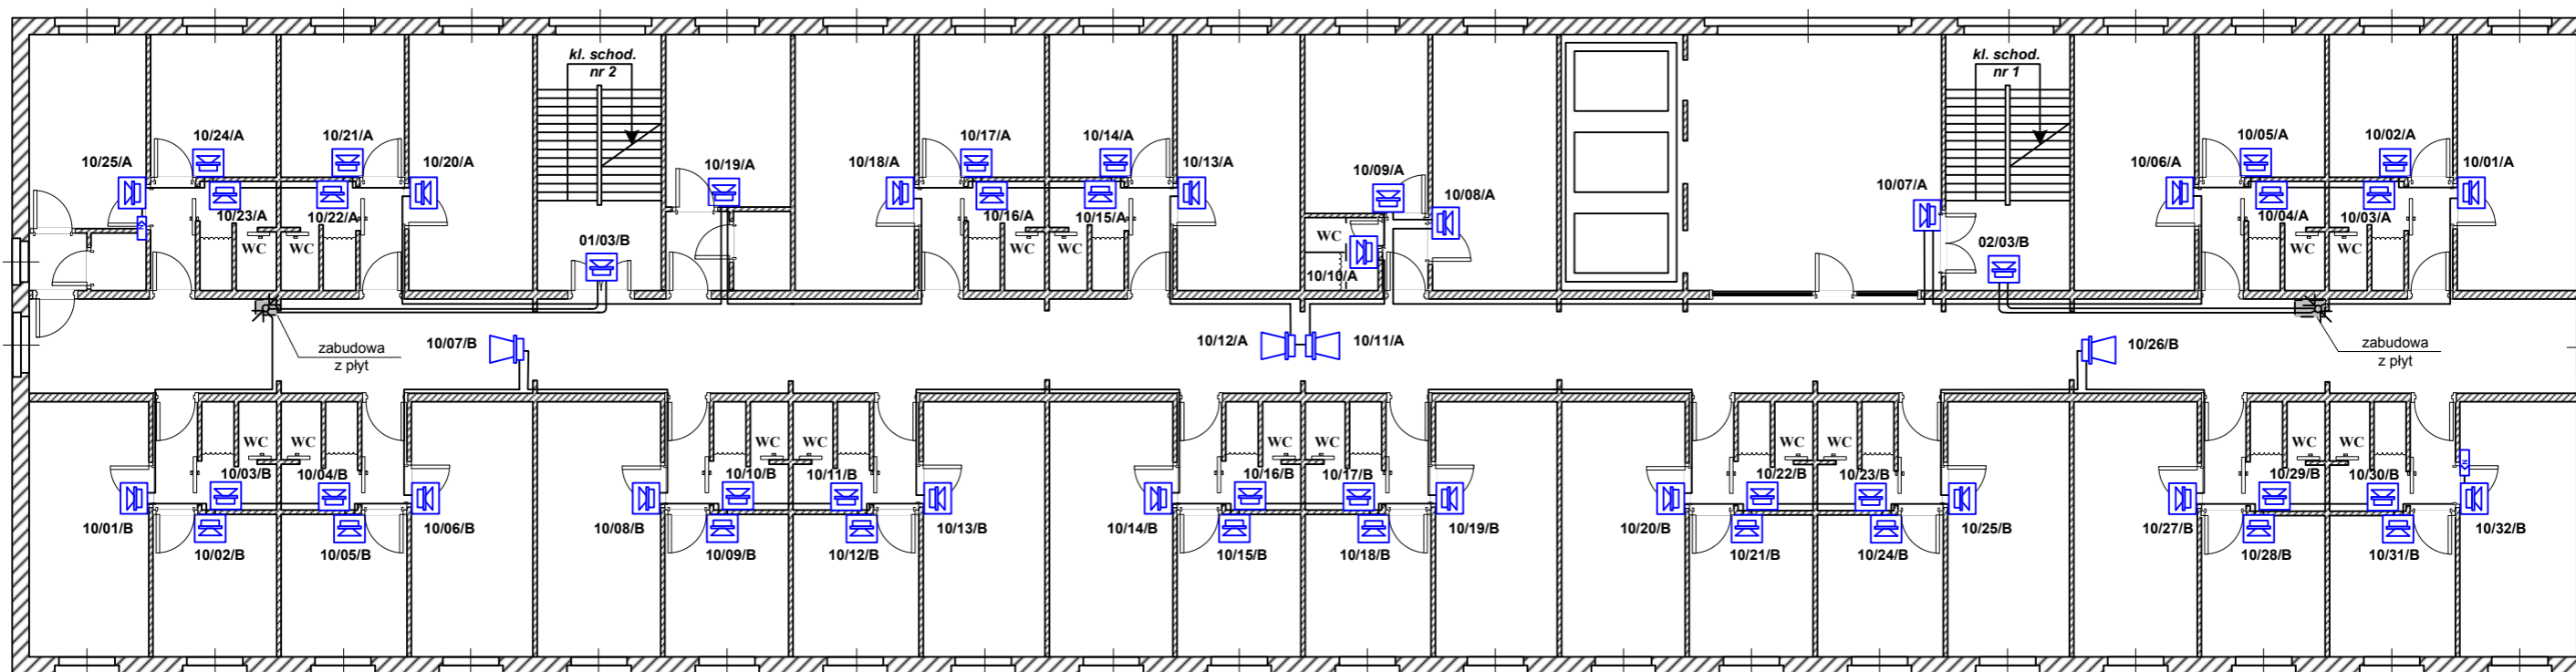 kl. schod.
nr 2
kl. schod.
nr 1
10/24/A
10/21/A
10/17/A
10/14/A
10/05/A
10/02/A
10/25/A
10/20/A
10/19/A
10/18/A
10/13/A
10/09/A
10/08/A
10/07/A
10/06/A
10/01/A
10/23/A
10/22/A
10/16/A
10/15/A
10/04/A
10/03/A
WC
WC
WC
WC
WC
WC
WC
01/03/B
02/03/B
10/10/A
zabudowa
z płyt
10/07/B
10/12/A
10/11/A
10/26/B
zabudowa
z płyt
WC
WC
WC
WC
WC
WC
WC
WC
WC
WC
10/03/B
10/04/B
10/10/B
10/11/B
10/16/B
10/17/B
10/22/B
10/23/B
10/29/B
10/30/B
10/01/B
10/06/B
10/08/B
10/13/B
10/14/B
10/19/B
10/20/B
10/25/B
10/27/B
10/32/B
10/02/B
10/05/B
10/09/B
10/12/B
10/15/B
10/18/B
10/21/B
10/24/B
10/28/B
10/31/B